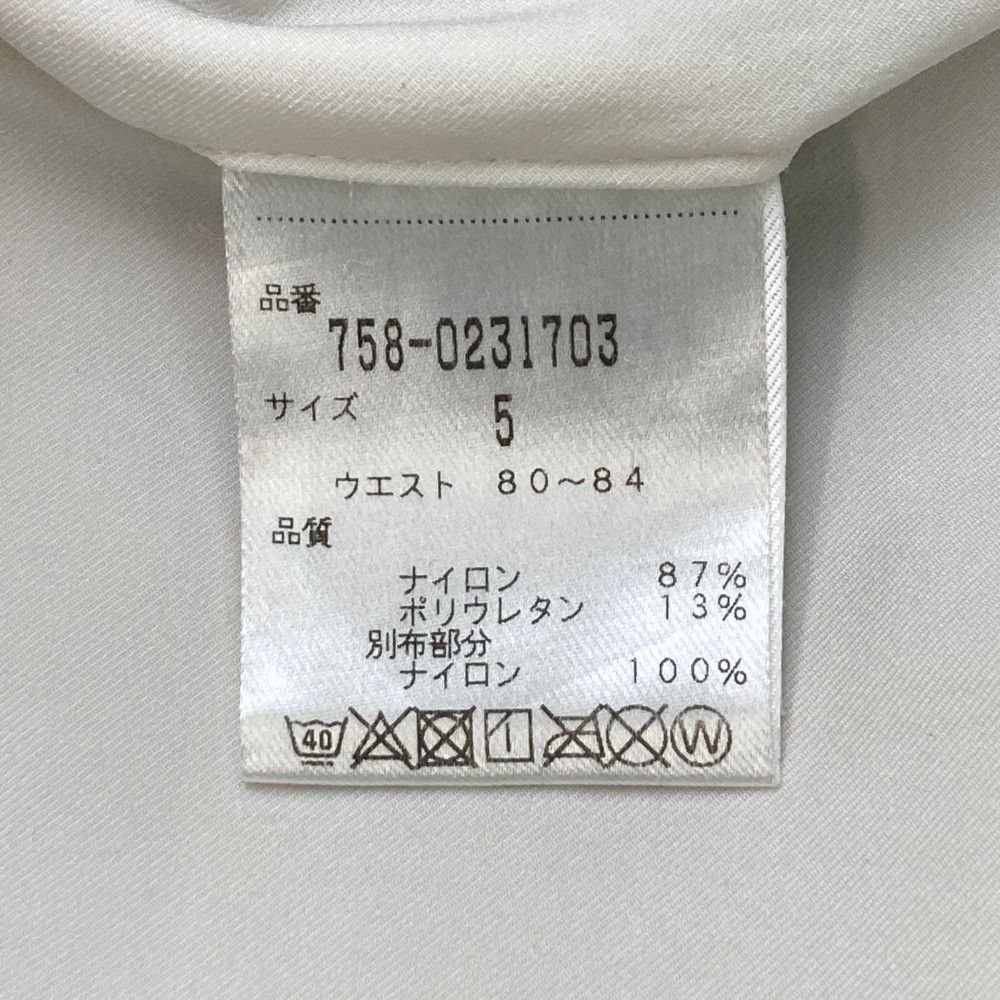 品番
758-0231703
サイズ 5
ウエスト 80～84
品質
ナイロン 87%
ポリウレタン 13%
別布部分
ナイロン 100%
40 W